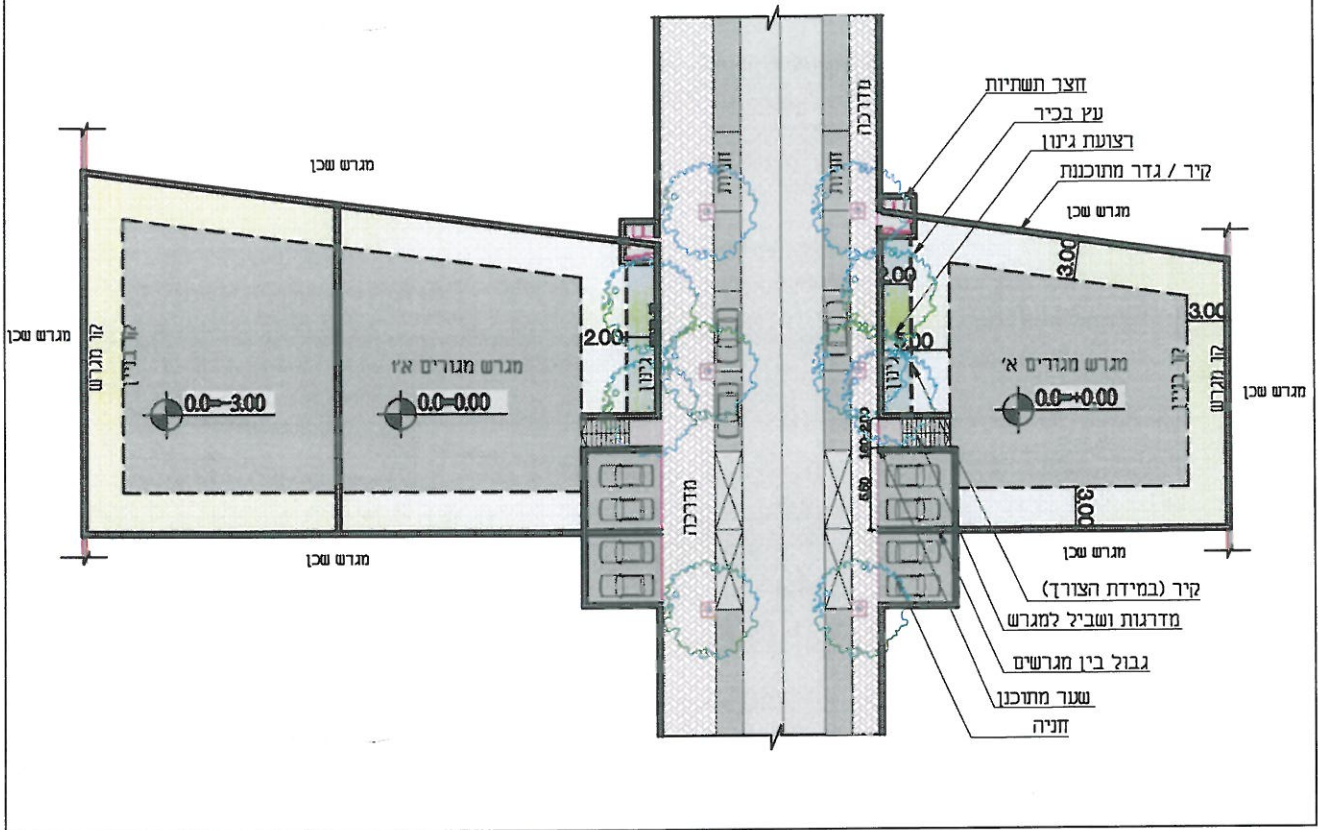 חצר תשתיות
עץ בכיר
רצועת גינון
קיר / גדר מתוכננת
מגרש שכן
מגרש שכן
מדרכה
חניות
חניות
3.00
2.00
3.00
5.00
2.00
גינון
גינון
מגרש שכן
קו מגרש
קו בניין
מגרש מגורים א'1
מגרש מגורים א'
קו בניין
קו מגרש
מגרש שכן
0.0=-3.00
0.0=0.00
0.0=+0.00
מדרכה
3.00
מגרש שכן
מגרש שכן
קיר (במידת הצורך)
מדרגות ושביל למגרש
גבול בין מגרשים
שער מתוכנן
חניה